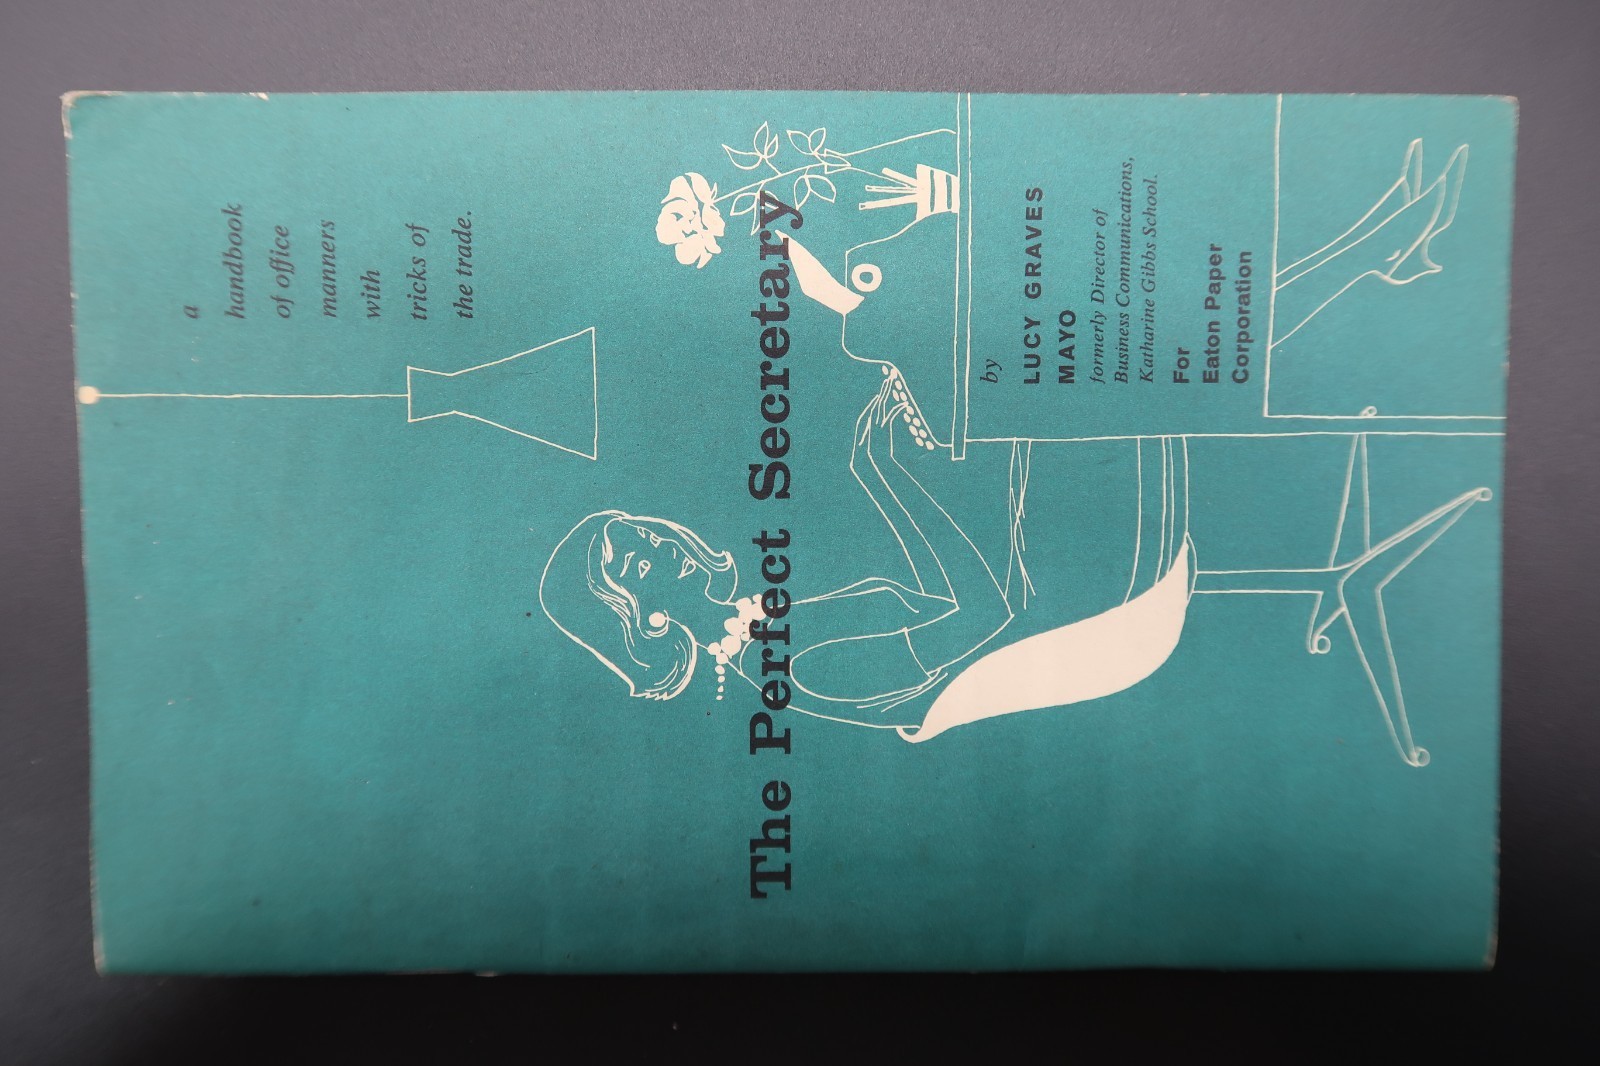 a
handbook
of office
manners
with
tricks of
the trade.
The Perfect Secretary
by
LUCY GRAVES
MAYO
formerly Director of
Business Communications,
Katharine Gibbs School.
For
Eaton Paper
Corporation